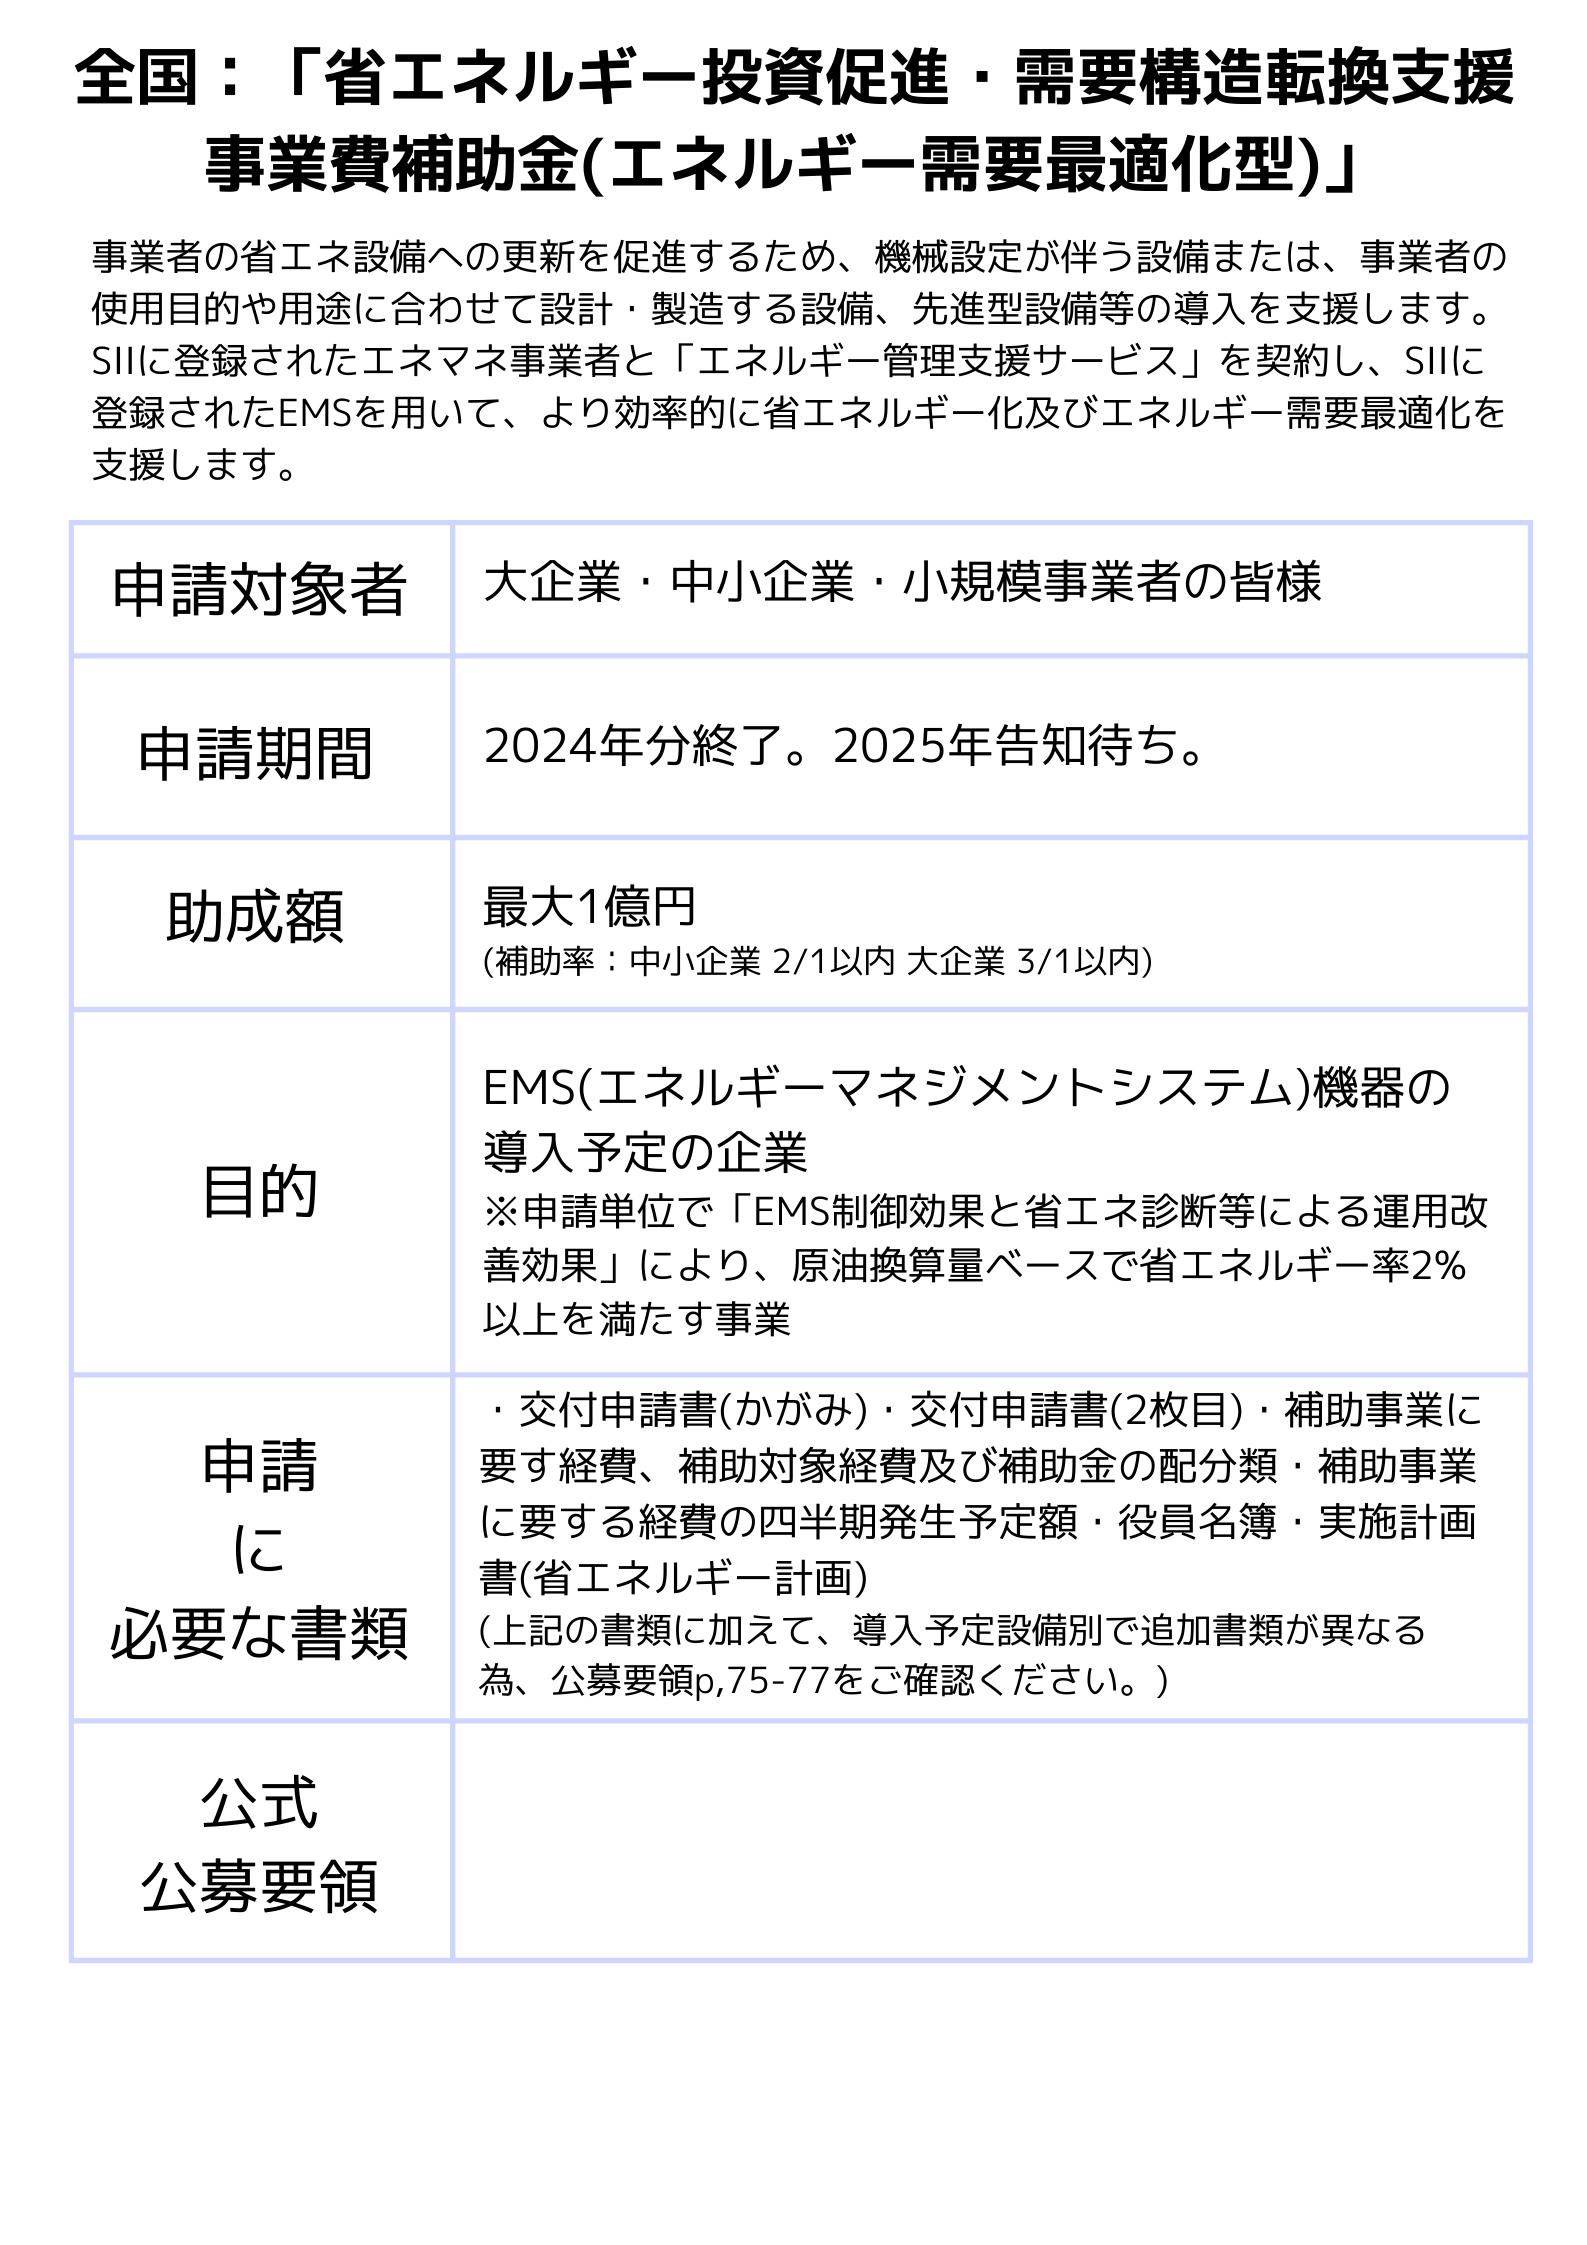 全国：「省エネルギー投資促進・需要構造転換支援
事業費補助金(エネルギー需要最適化型)」
事業者の省エネ設備への更新を促進するため、機械設定が伴う設備または、事業者の
使用目的や用途に合わせて設計・製造する設備、先進型設備等の導入を支援します。
SIIに登録されたエネマネ事業者と「エネルギー管理支援サービス」を契約し、SIIに
登録されたEMSを用いて、より効率的に省エネルギー化及びエネルギー需要最適化を
支援します。
申請対象者
大企業・中小企業・小規模事業者の皆様
申請期間
2024年分終了。2025年告知待ち。
助成額
最大1億円
(補助率：中小企業 2/1以内 大企業 3/1以内)
目的
EMS(エネルギーマネジメントシステム)機器の
導入予定の企業
※申請単位で「EMS制御効果と省エネ診断等による運用改
善効果」により、原油換算量ベースで省エネルギー率2%
以上を満たす事業
申請
に
必要な書類
・交付申請書(かがみ)・交付申請書(2枚目)・補助事業に
要す経費、補助対象経費及び補助金の配分類・補助事業
に要する経費の四半期発生予定額・役員名簿・実施計画
書(省エネルギー計画)
(上記の書類に加えて、導入予定設備別で追加書類が異なる
為、公募要領p,75-77をご確認ください。)
公式
公募要領